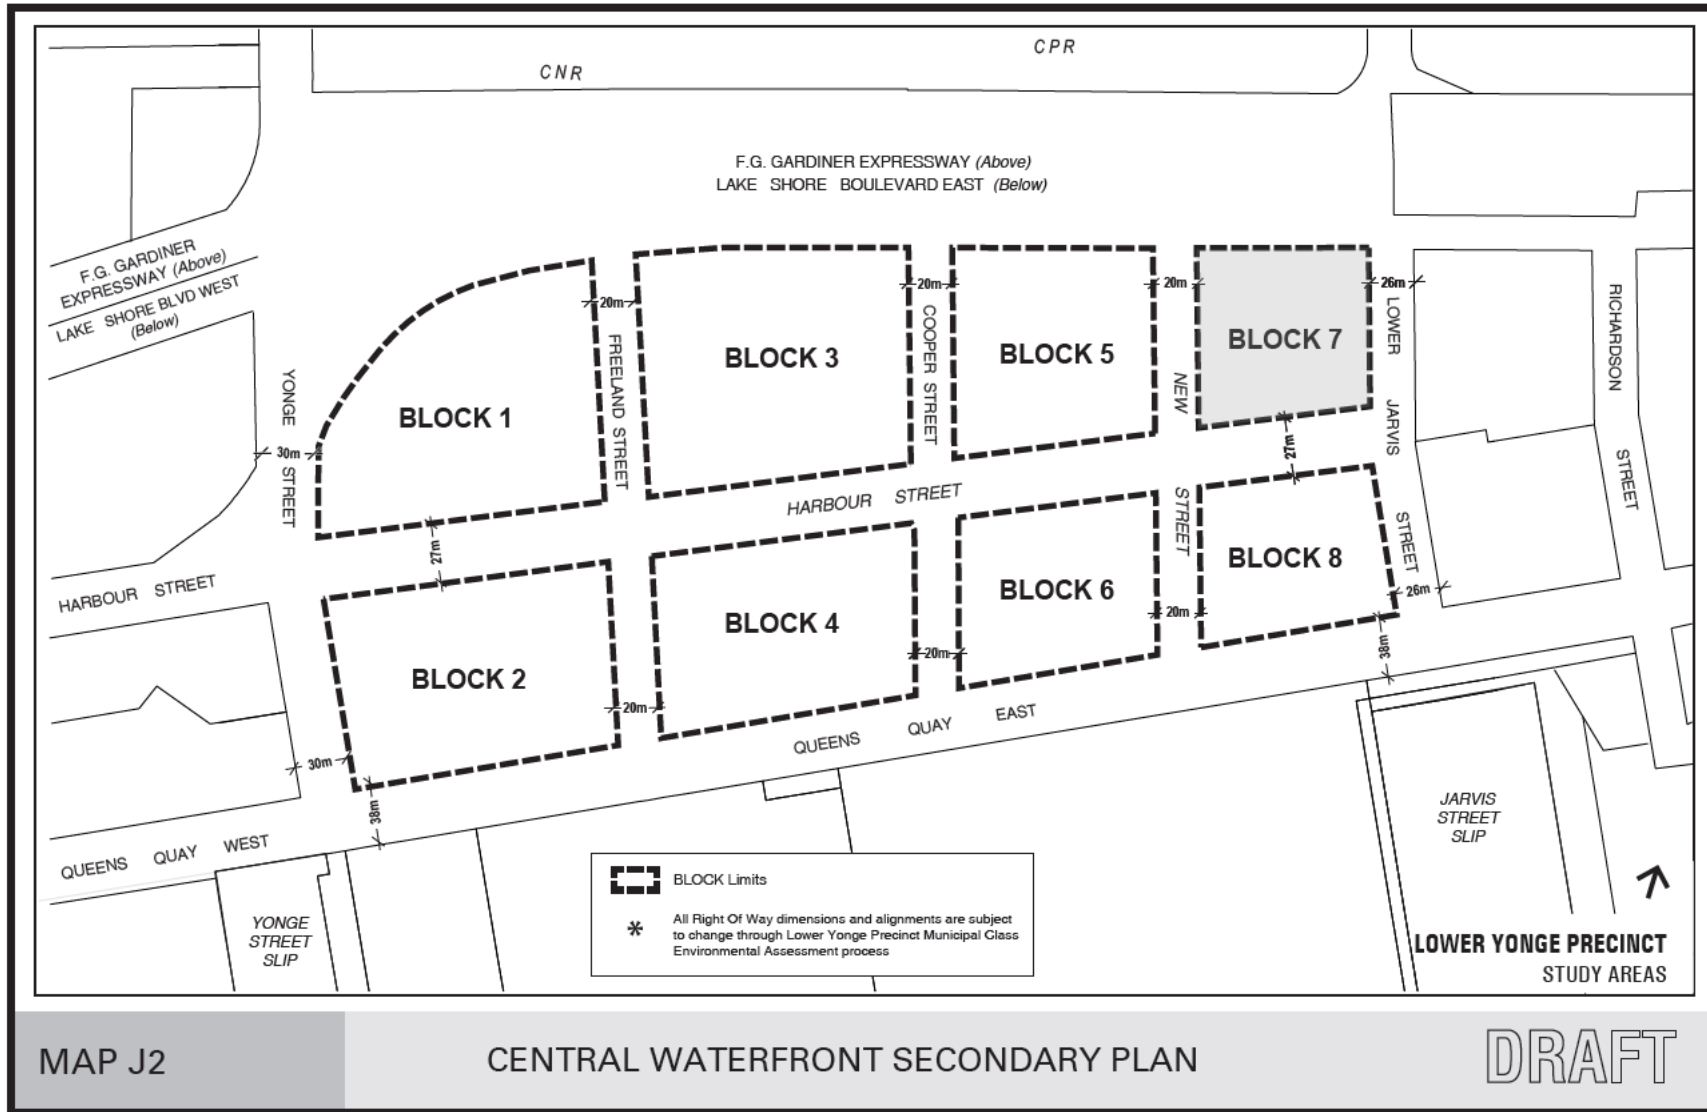 CPR
CNR
F.G. GARDINER EXPRESSWAY (Above)
LAKE SHORE BOULEVARD EAST (Below)
F.G. GARDINER
EXPRESSWAY (Above)
LAKE SHORE BLVD WEST
(Below)
20m
20m
20m
26m
YONGE
STREET
30m
BLOCK 1
FREELAND STREET
BLOCK 3
COOPER STREET
BLOCK 5
NEW
STREET
BLOCK 7
LOWER
JARVIS
STREET
RICHARDSON
STREET
27m
27m
HARBOUR STREET
HARBOUR STREET
BLOCK 2
BLOCK 4
BLOCK 6
BLOCK 8
20m
20m
20m
26m
30m
38m
38m
QUEENS QUAY EAST
QUEENS QUAY WEST
YONGE
STREET
SLIP
JARVIS
STREET
SLIP
BLOCK Limits
* All Right Of Way dimensions and alignments are subject
to change through Lower Yonge Precinct Municipal Glass
Environmental Assessment process
LOWER YONGE PRECINCT
STUDY AREAS
MAP J2
CENTRAL WATERFRONT SECONDARY PLAN
DRAFT